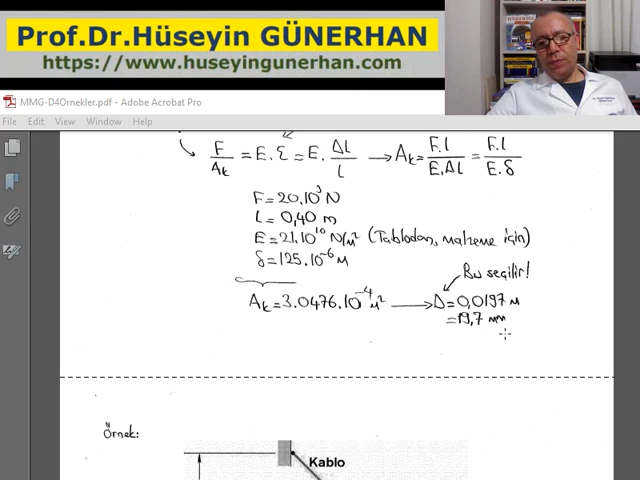 Prof.Dr.Hüseyin GÜNERHAN
https://www.huseyingunerhan.com
MMG-D4Ornekler.pdf - Adobe Acrobat Pro
File Edit View Window Help
F/Ak = E.ε = E. ΔL/L → Ak = F.L/E.ΔL = F.L/E.δ
F = 20.10³ N
L = 0,40 m
E = 21.10¹⁰ N/m² (Tablodan, malzeme için)
δ = 125.10⁻⁶ m
Bu seçilir!
Ak = 3.0476.10⁻⁴ m² → D = 0,0197 m
= 19,7 mm
Örnek:
Kablo